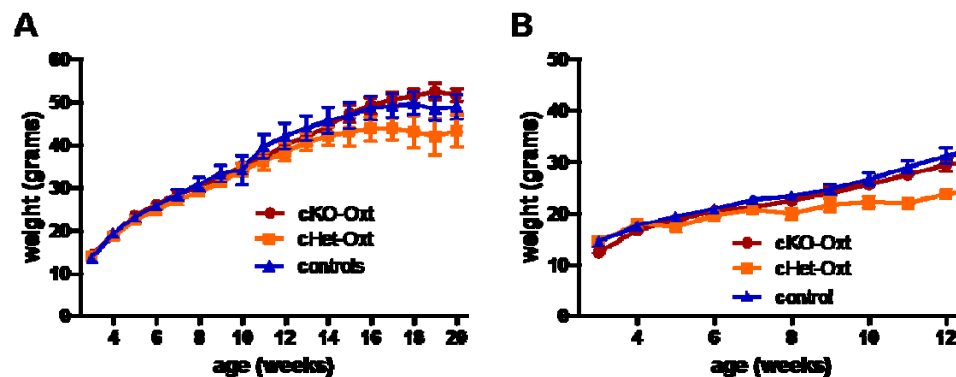 A
60
50
40
30
20
10
0
weight (grams)
cKO-Oxt
cHet-Oxt
controls
4 6 8 10 12 14 16 18 20
age (weeks)
B
50
40
30
20
10
0
weight (grams)
cKO-Oxt
cHet-Oxt
control
4 6 8 10 12
age (weeks)